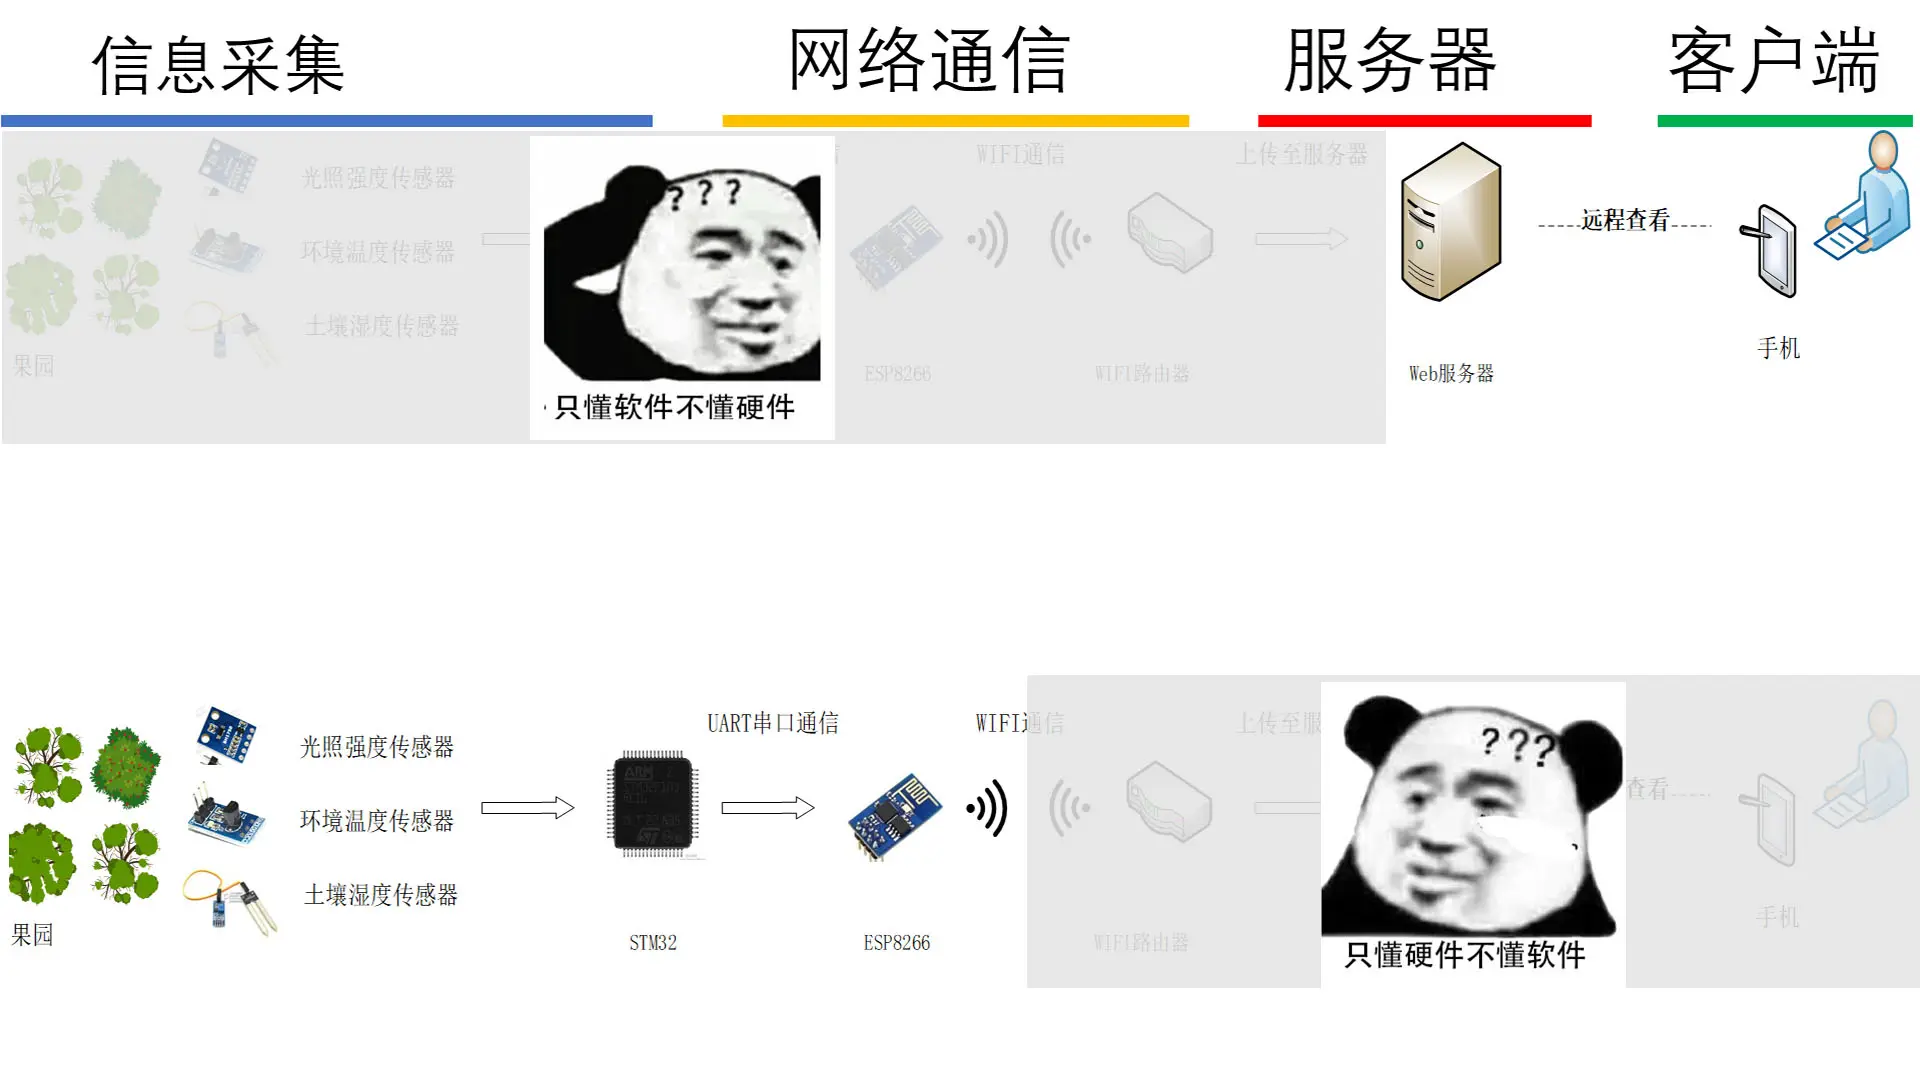 信息采集
网络通信
服务器
客户端
光照强度传感器
环境温度传感器
土壤湿度传感器
果园
???
只懂软件不懂硬件
WIFI通信
上传至服务器
ESP8266
WIFI路由器
Web服务器
远程查看
手机
光照强度传感器
环境温度传感器
土壤湿度传感器
果园
UART串口通信
STM32
ARM
ESP8266
WIFI通信
上传至服
WIFI路由器
???
只懂硬件不懂软件
查看
手机